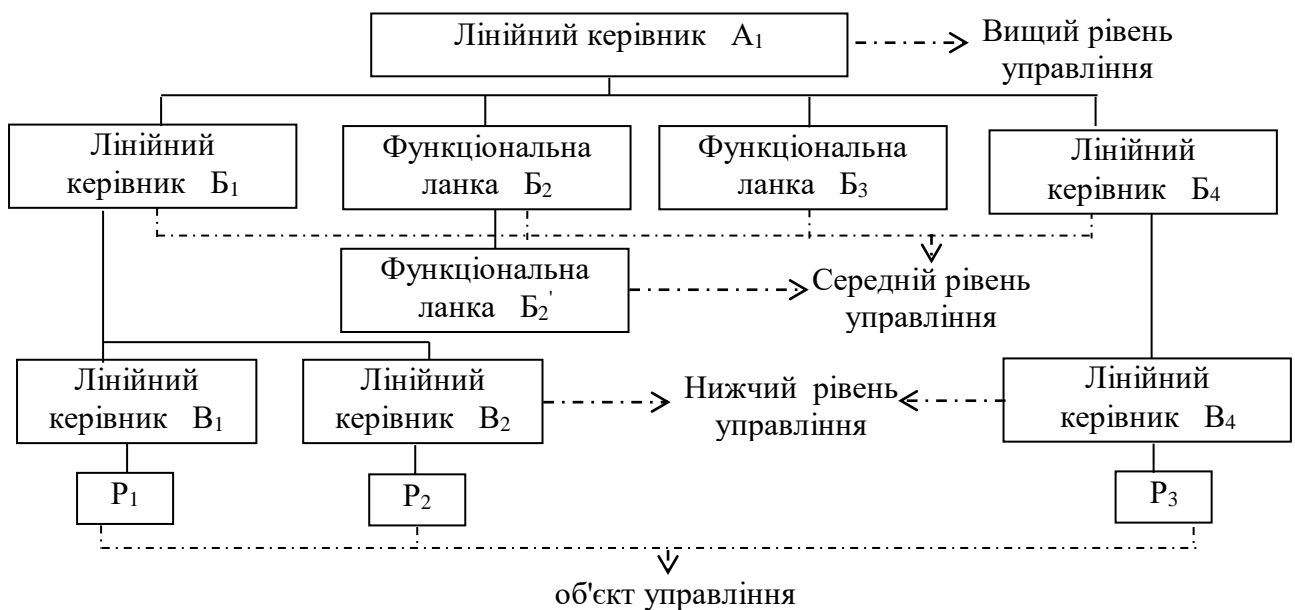 Лінійний керівник А₁
Вищий рівень
управління
Лінійний
керівник Б₁
Функціональна
ланка Б₂
Функціональна
ланка Б₃
Лінійний
керівник Б₄
Функціональна
ланка Б₂'
Середній рівень
управління
Лінійний
керівник В₁
Лінійний
керівник В₂
Нижчий рівень
управління
Лінійний
керівник В₄
Р₁
Р₂
Р₃
об'єкт управління